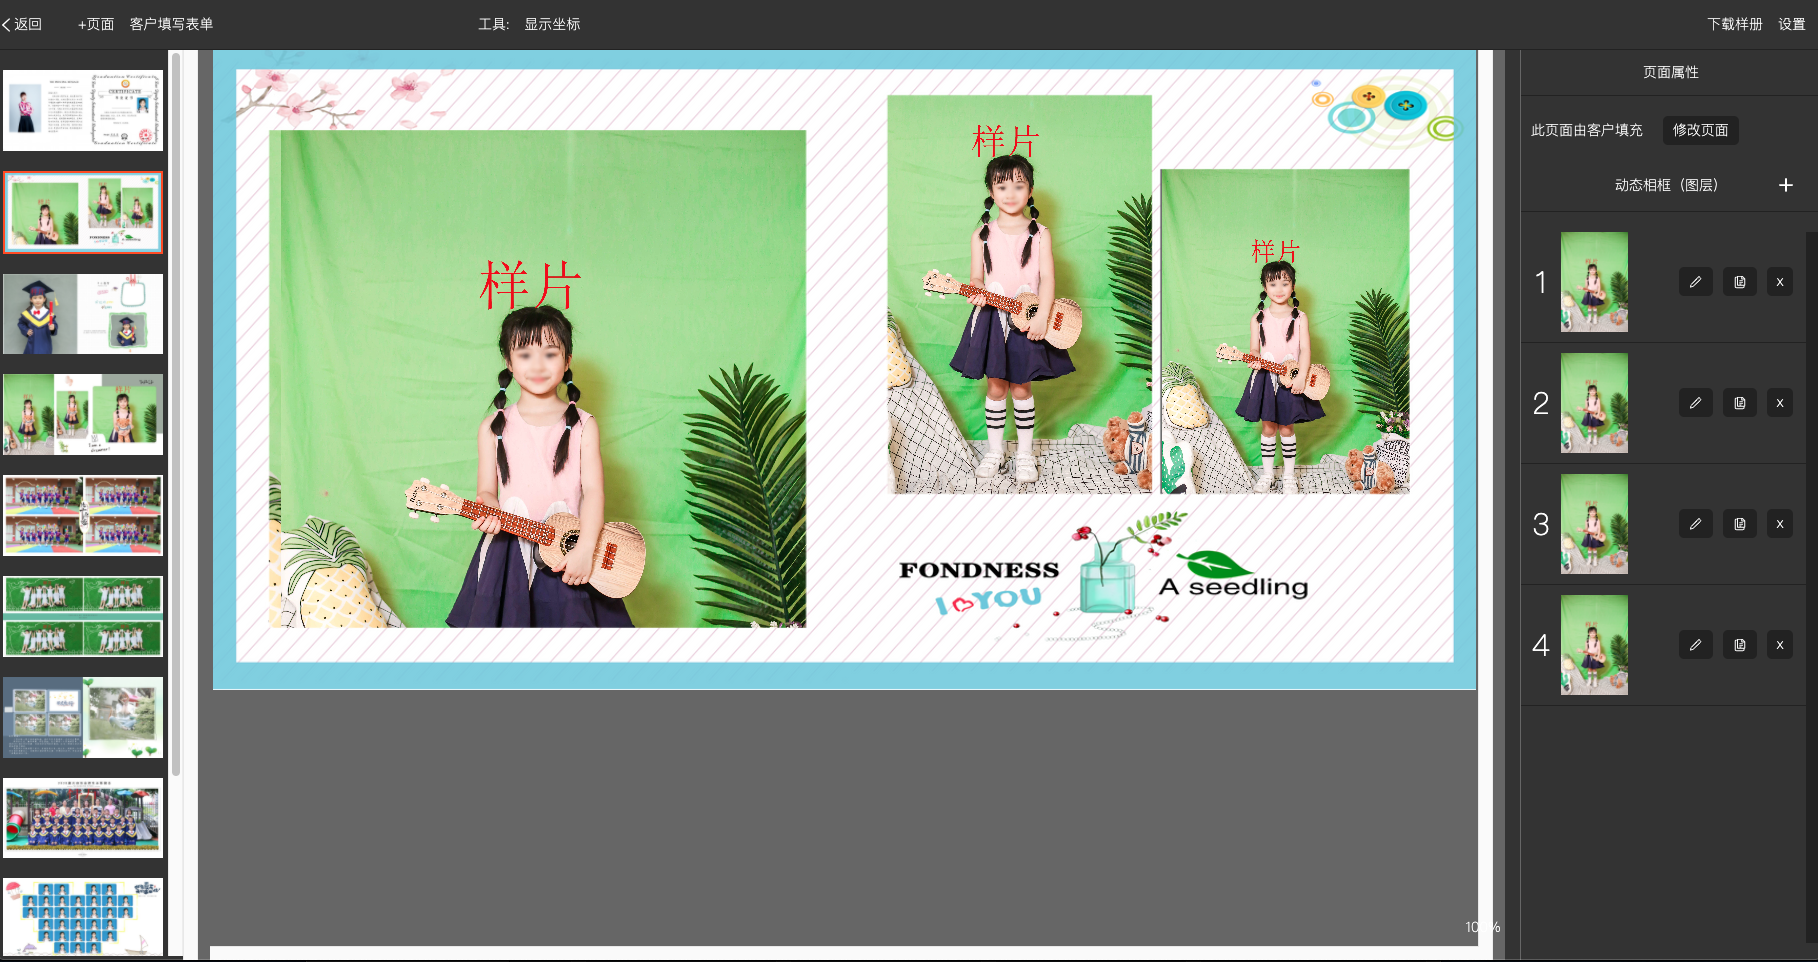 返回
+页面
客户填写表单
工具:
显示坐标
下载样册
设置
CERTIFICATE
样片
样片
样片
FONDNESS
I YOU
A seedling
100%
页面属性
此页面由客户填充
修改页面
动态相框（图层）
+
1
x
2
x
3
x
4
x